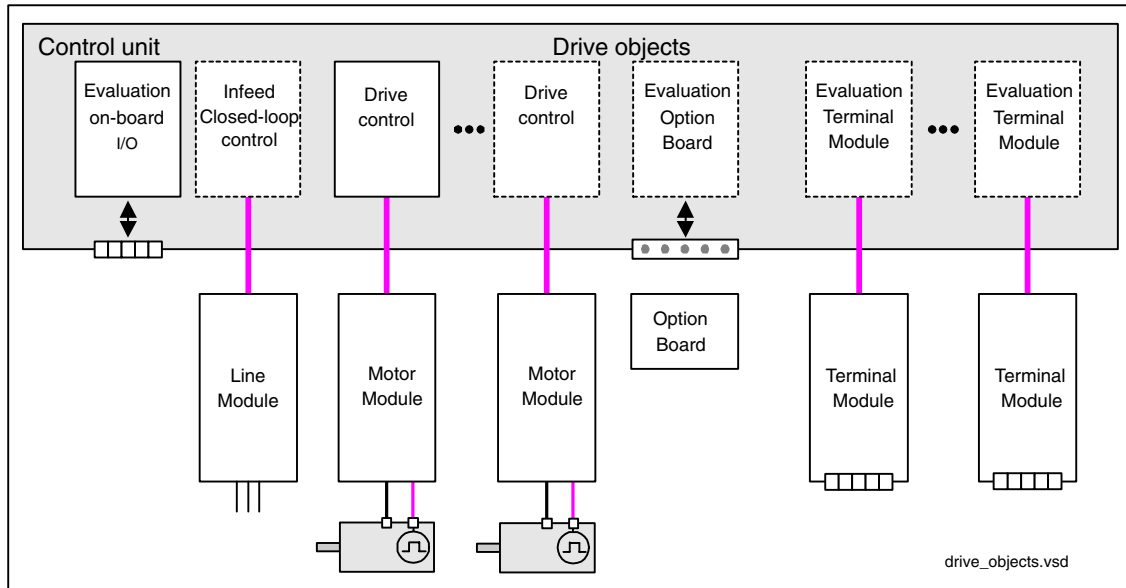 Control unit
Drive objects
Evaluation
on-board
I/O
Infeed
Closed-loop
control
Drive
control
Drive
control
Evaluation
Option
Board
Evaluation
Terminal
Module
Evaluation
Terminal
Module
Line
Module
Motor
Module
Motor
Module
Option
Board
Terminal
Module
Terminal
Module
drive_objects.vsd